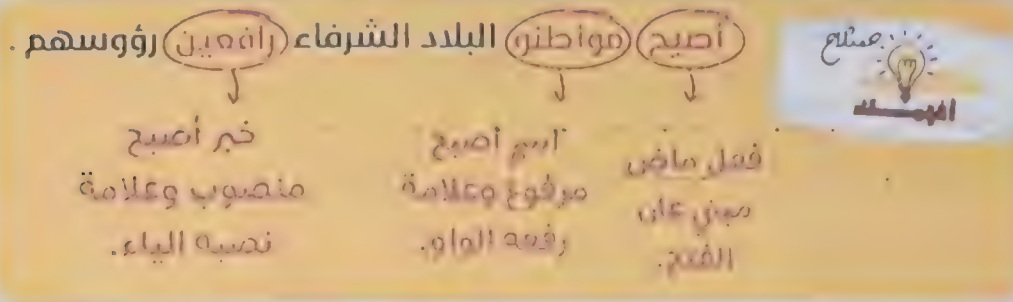 أصبح مواطنو البلاد الشرفاء رافعين رؤوسهم .
فعل ماض
مبني على
الفتح.
اسم أصبح
مرفوع وعلامة
رفعه الواو.
خبر أصبح
منصوب وعلامة
نصبه الياء.